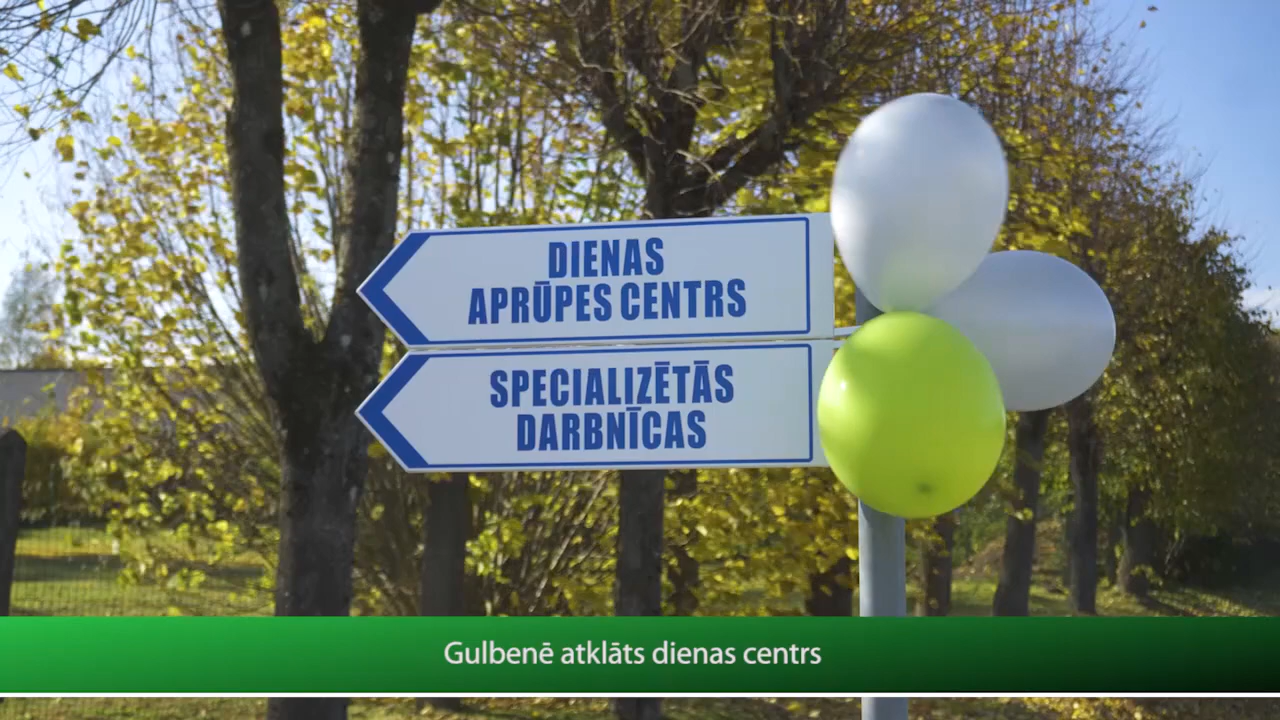 DIENAS
APRŪPES CENTRS
SPECIALIZĒTĀS
DARBNĪCAS
Gulbenē atklāts dienas centrs